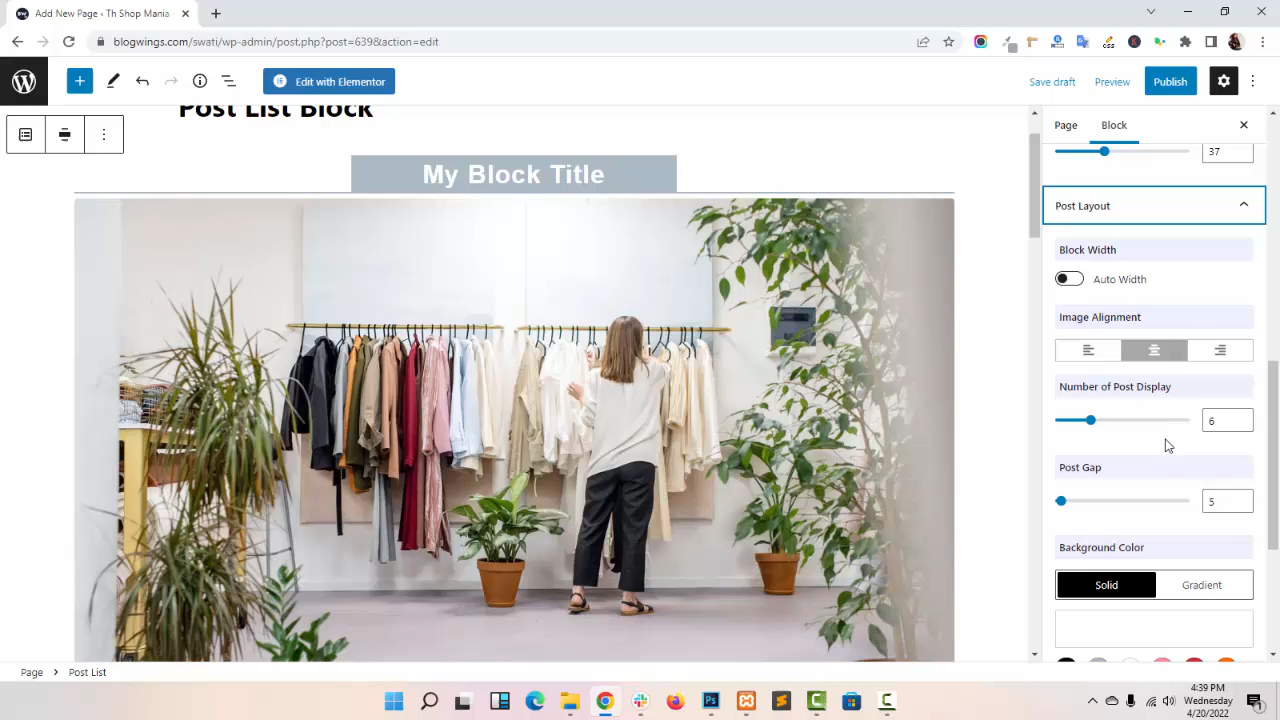 Add New Page ‹ Th Shop Mania
blogwings.com/swati/wp-admin/post.php?post=639&action=edit
Edit with Elementor
Save draft
Preview
Publish
Post List Block
My Block Title
Page
Block
37
Post Layout
Block Width
Auto Width
Image Alignment
Number of Post Display
6
Post Gap
5
Background Color
Solid
Gradient
Page
Post List
4:39 PM
Wednesday
4/20/2022